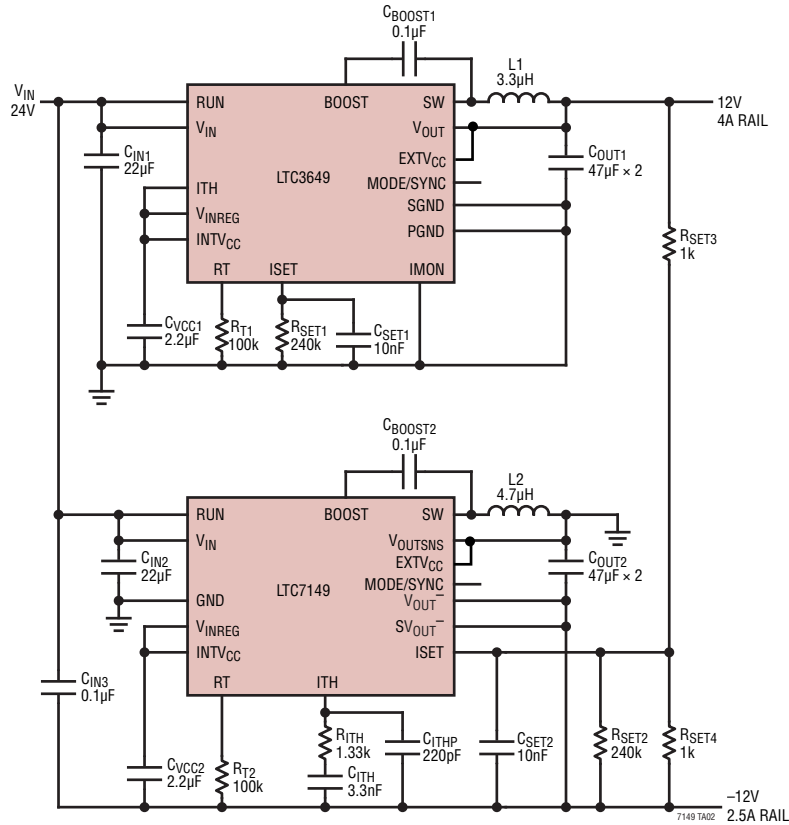 CBOOST1
0.1µF
L1
3.3µH
VIN
24V
RUN
BOOST
SW
12V
4A RAIL
VIN
VOUT
CIN1
22µF
EXTVCC
COUT1
47µF × 2
LTC3649
ITH
MODE/SYNC
VINREG
SGND
INTVCC
PGND
RSET3
1k
RT
ISET
IMON
CVCC1
2.2µF
RT1
100k
RSET1
240k
CSET1
10nF
CBOOST2
0.1µF
L2
4.7µH
RUN
BOOST
SW
VIN
VOUTSNS
CIN2
22µF
EXTVCC
COUT2
47µF × 2
LTC7149
MODE/SYNC
GND
VOUT–
VINREG
SVOUT–
INTVCC
ISET
CIN3
0.1µF
RT
ITH
RITH
1.33k
CITHP
220pF
CSET2
10nF
RSET2
240k
RSET4
1k
CVCC2
2.2µF
RT2
100k
CITH
3.3nF
–12V
2.5A RAIL
7149 TA02